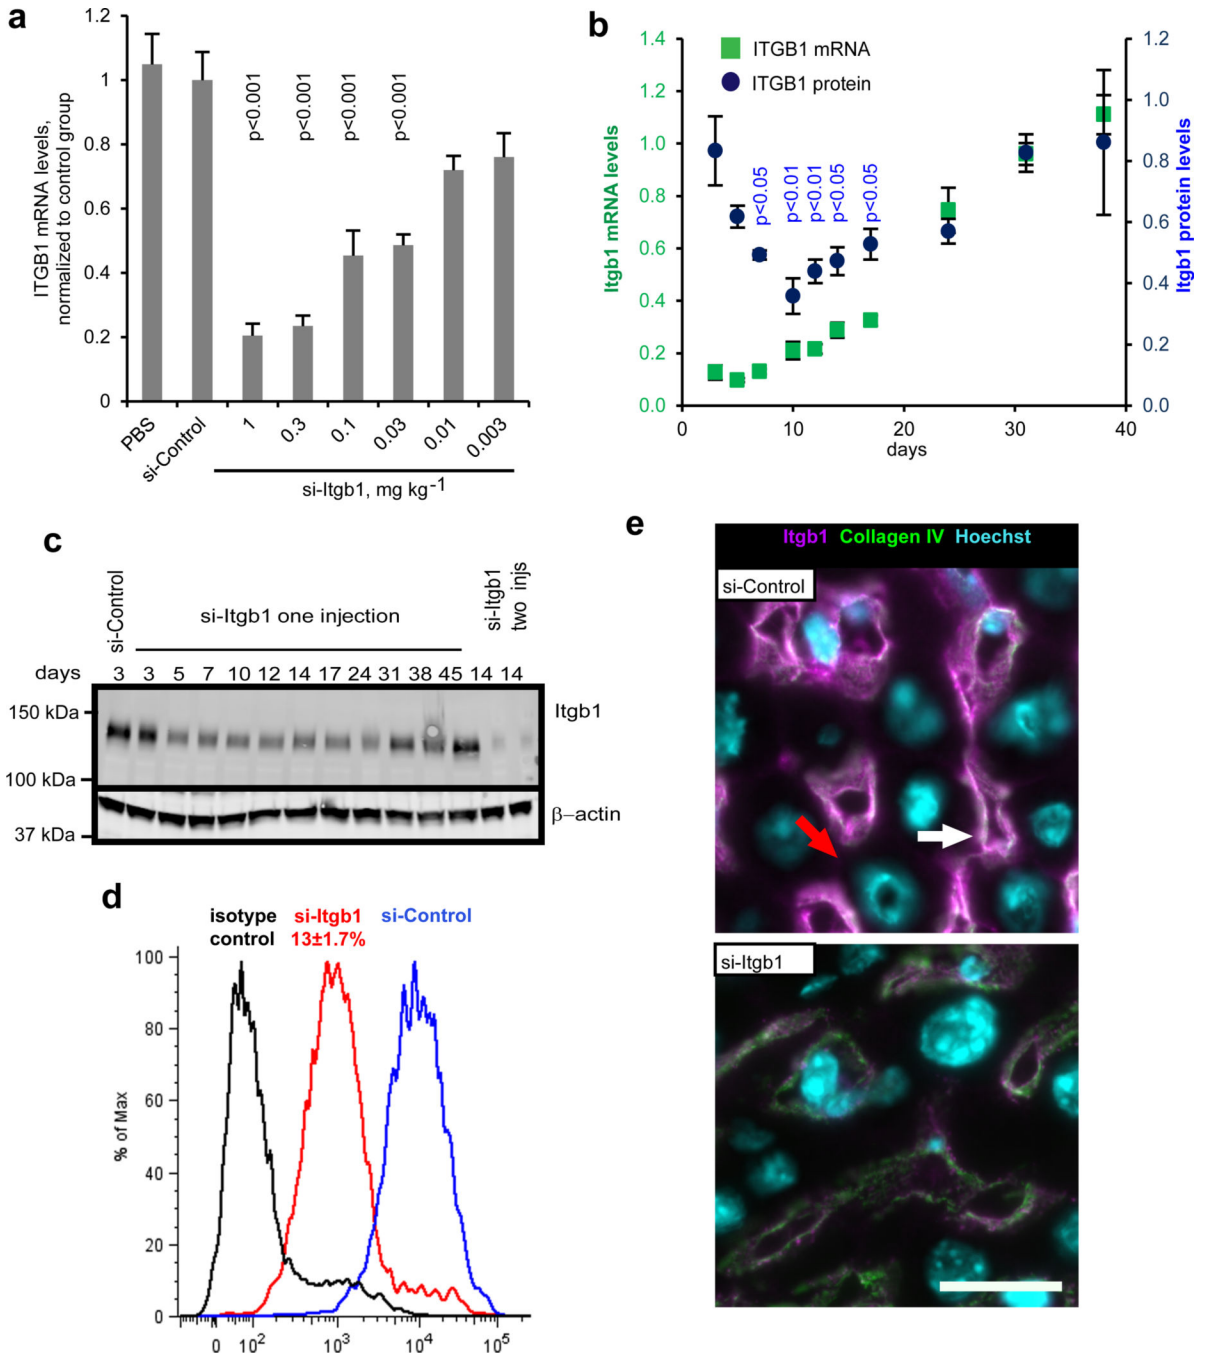 a
1.2
1
0.8
0.6
0.4
0.2
0
ITGB1 mRNA levels,
normalized to control group
p<0.001
p<0.001
p<0.001
p<0.001
PBS
si-Control
1
0.3
0.1
0.03
0.01
0.003
si-Itgb1, mg kg-1
b
ITGB1 mRNA
ITGB1 protein
Itgb1 mRNA levels
1.4
1.2
1.0
0.8
0.6
0.4
0.2
0.0
p<0.05
p<0.01
p<0.01
p<0.05
p<0.05
1.2
1.0
0.8
0.6
0.4
0.2
0.0
Itgb1 protein levels
0 10 20 30 40
days
c
si-Control
si-Itgb1 one injection
si-Itgb1
two injs
days 3 3 5 7 10 12 14 17 24 31 38 45 14 14
150 kDa
100 kDa
37 kDa
Itgb1
β–actin
d
isotype
control
si-Itgb1
13±1.7%
si-Control
% of Max
100
80
60
40
20
0
0 10² 10³ 10⁴ 10⁵
e
Itgb1 Collagen IV Hoechst
si-Control
si-Itgb1